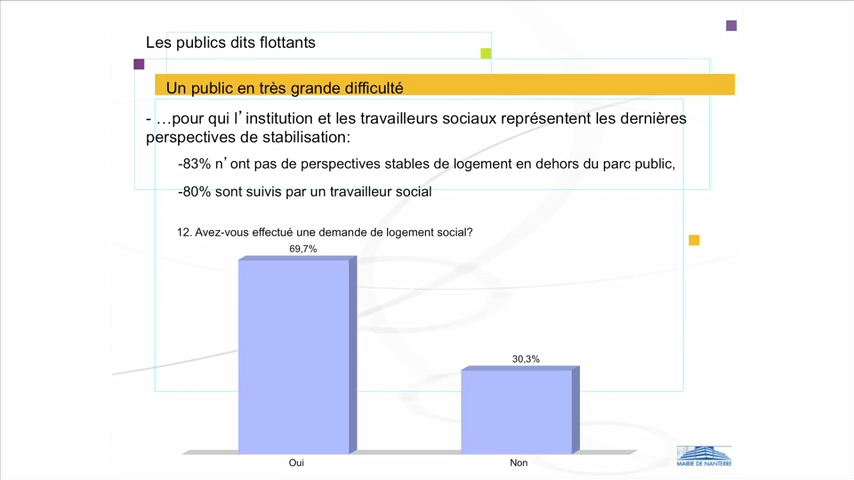 Les publics dits flottants
Un public en très grande difficulté
- …pour qui l’institution et les travailleurs sociaux représentent les dernières
perspectives de stabilisation:
-83% n’ont pas de perspectives stables de logement en dehors du parc public,
-80% sont suivis par un travailleur social
12. Avez-vous effectué une demande de logement social?
69,7%
30,3%
Oui
Non
MAIRIE DE NANTERRE